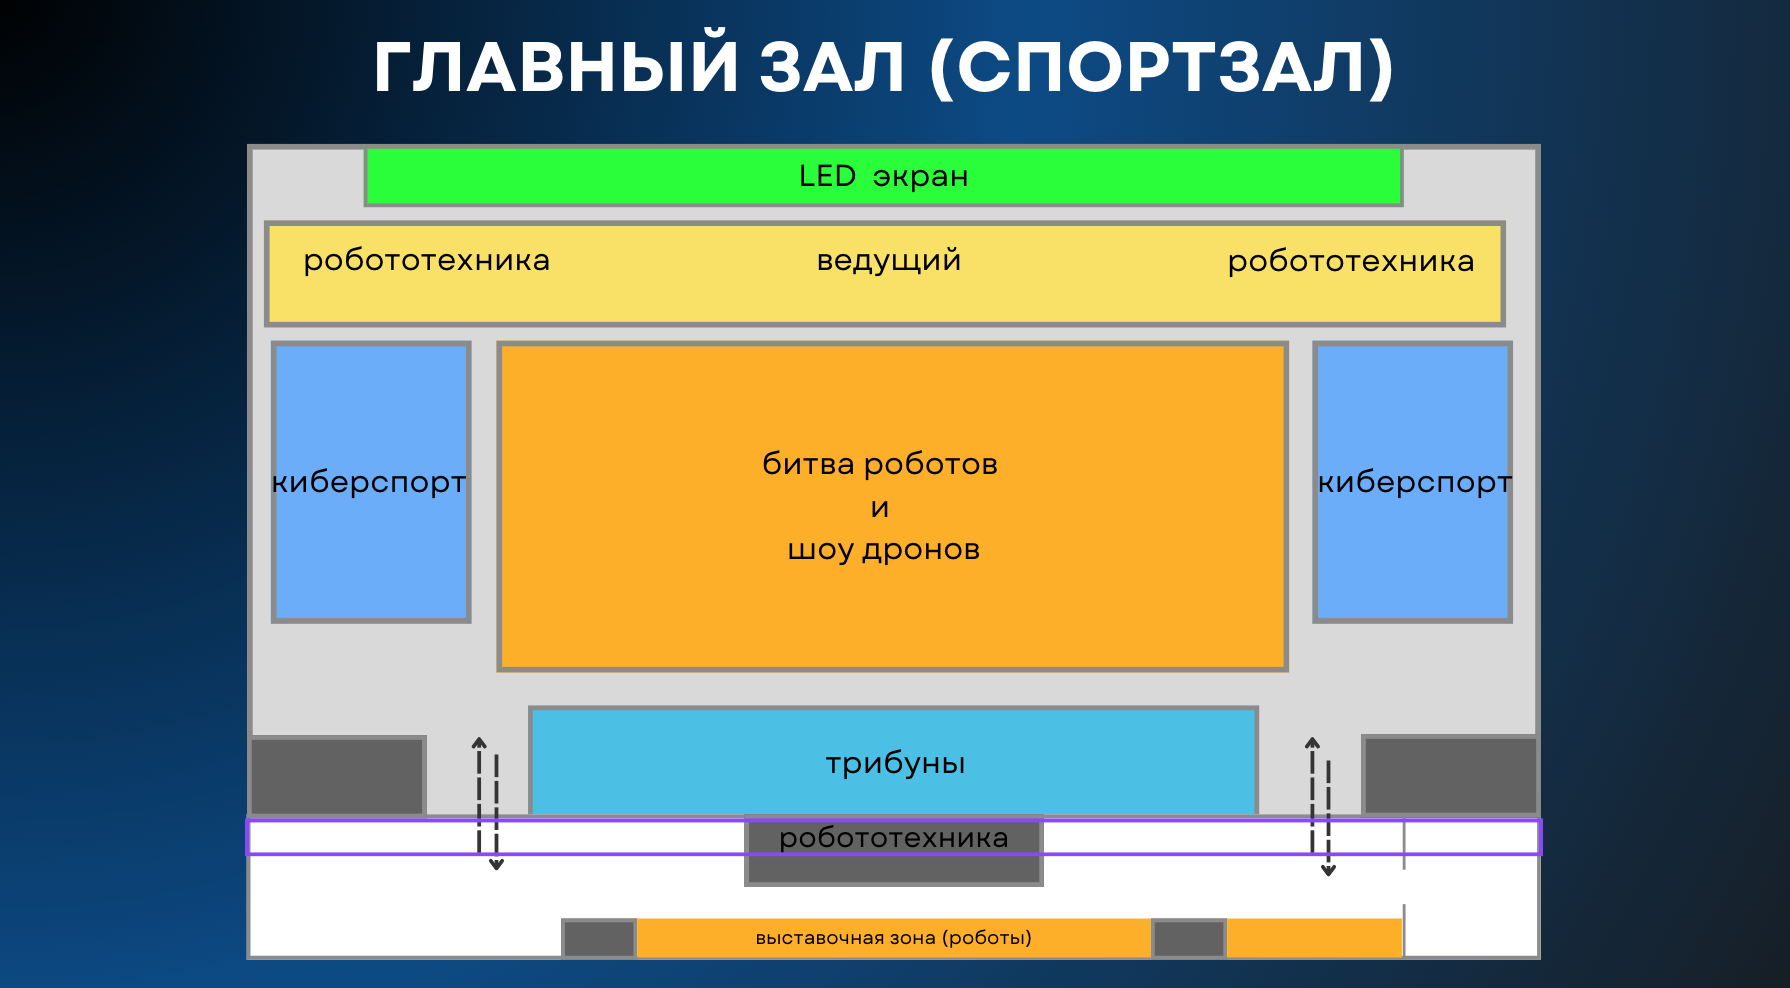 ГЛАВНЫЙ ЗАЛ (СПОРТЗАЛ)
LED экран
робототехника
ведущий
робототехника
киберспорт
битва роботов
и
шоу дронов
киберспорт
трибуны
робототехника
выставочная зона (роботы)